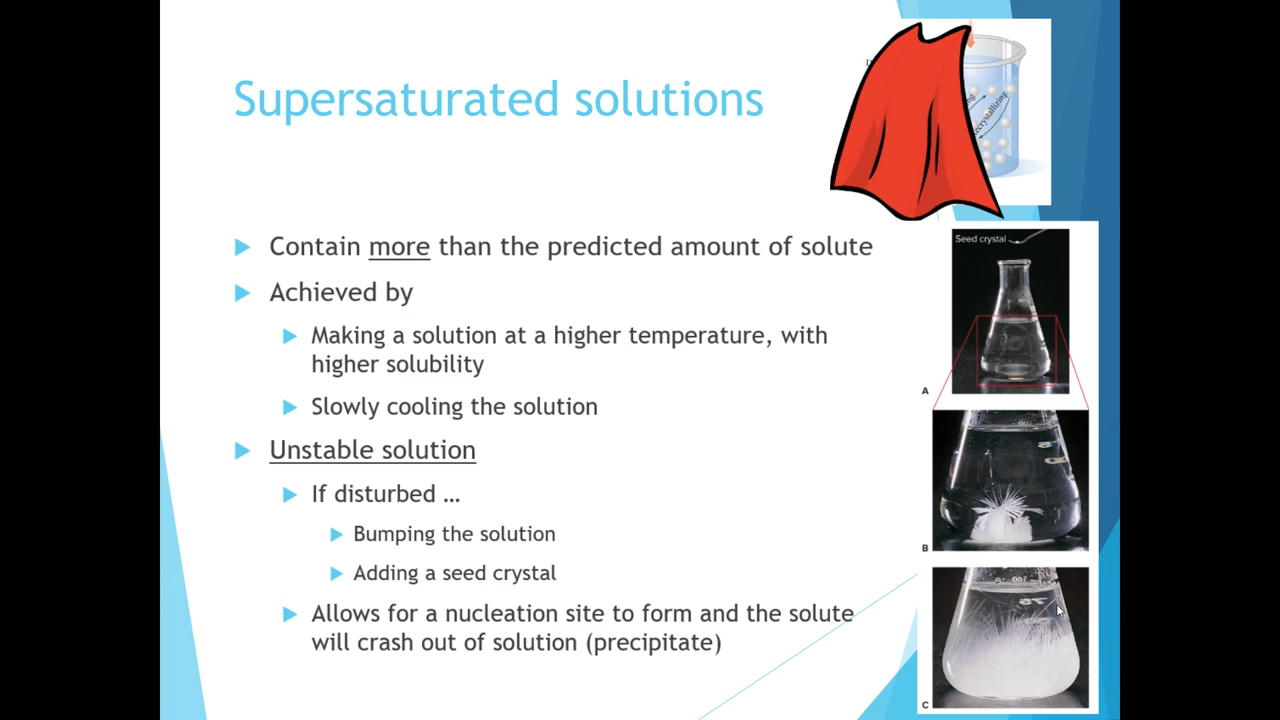 Supersaturated solutions
Contain more than the predicted amount of solute
Achieved by
Making a solution at a higher temperature, with
higher solubility
Slowly cooling the solution
Unstable solution
If disturbed …
Bumping the solution
Adding a seed crystal
Allows for a nucleation site to form and the solute
will crash out of solution (precipitate)
Seed crystal
A
B
C